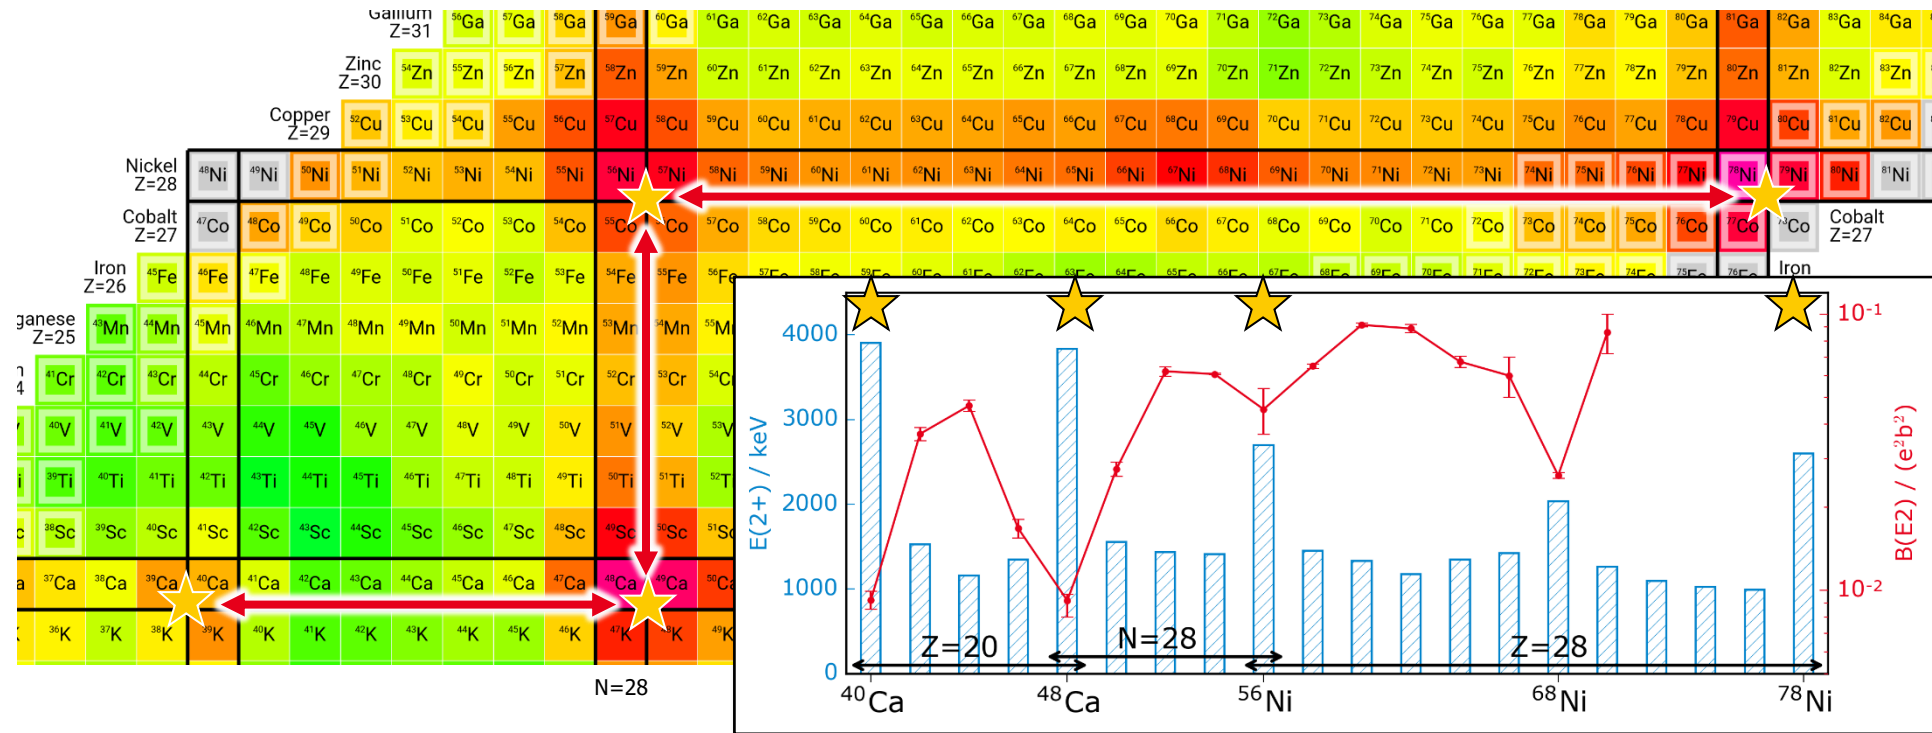 Gallium ⁵⁶Ga ⁵⁷Ga ⁵⁸Ga ⁵⁹Ga ⁶⁰Ga ⁶¹Ga ⁶²Ga ⁶³Ga ⁶⁴Ga ⁶⁵Ga ⁶⁶Ga ⁶⁷Ga ⁶⁸Ga ⁶⁹Ga ⁷⁰Ga ⁷¹Ga ⁷²Ga ⁷³Ga ⁷⁴Ga ⁷⁵Ga ⁷⁶Ga ⁷⁷Ga ⁷⁸Ga ⁷⁹Ga ⁸⁰Ga ⁸¹Ga ⁸²Ga ⁸³Ga ⁸⁴Ga
Z=31
Zinc ⁵⁴Zn ⁵⁵Zn ⁵⁶Zn ⁵⁷Zn ⁵⁸Zn ⁵⁹Zn ⁶⁰Zn ⁶¹Zn ⁶²Zn ⁶³Zn ⁶⁴Zn ⁶⁵Zn ⁶⁶Zn ⁶⁷Zn ⁶⁸Zn ⁶⁹Zn ⁷⁰Zn ⁷¹Zn ⁷²Zn ⁷³Zn ⁷⁴Zn ⁷⁵Zn ⁷⁶Zn ⁷⁷Zn ⁷⁸Zn ⁷⁹Zn ⁸⁰Zn ⁸¹Zn ⁸²Zn ⁸³Zn
Z=30
Copper ⁵²Cu ⁵³Cu ⁵⁴Cu ⁵⁵Cu ⁵⁶Cu ⁵⁷Cu ⁵⁸Cu ⁵⁹Cu ⁶⁰Cu ⁶¹Cu ⁶²Cu ⁶³Cu ⁶⁴Cu ⁶⁵Cu ⁶⁶Cu ⁶⁷Cu ⁶⁸Cu ⁶⁹Cu ⁷⁰Cu ⁷¹Cu ⁷²Cu ⁷³Cu ⁷⁴Cu ⁷⁵Cu ⁷⁶Cu ⁷⁷Cu ⁷⁸Cu ⁷⁹Cu ⁸⁰Cu ⁸¹Cu ⁸²Cu
Z=29
Nickel ⁴⁸Ni ⁴⁹Ni ⁵⁰Ni ⁵¹Ni ⁵²Ni ⁵³Ni ⁵⁴Ni ⁵⁵Ni ⁵⁶Ni ⁵⁷Ni ⁵⁸Ni ⁵⁹Ni ⁶⁰Ni ⁶¹Ni ⁶²Ni ⁶³Ni ⁶⁴Ni ⁶⁵Ni ⁶⁶Ni ⁶⁷Ni ⁶⁸Ni ⁶⁹Ni ⁷⁰Ni ⁷¹Ni ⁷²Ni ⁷³Ni ⁷⁴Ni ⁷⁵Ni ⁷⁶Ni ⁷⁷Ni ⁷⁸Ni ⁷⁹Ni ⁸⁰Ni ⁸¹Ni
Z=28
Cobalt ⁴⁷Co ⁴⁸Co ⁴⁹Co ⁵⁰Co ⁵¹Co ⁵²Co ⁵³Co ⁵⁴Co ⁵⁵Co ⁵⁶Co ⁵⁷Co ⁵⁸Co ⁵⁹Co ⁶⁰Co ⁶¹Co ⁶²Co ⁶³Co ⁶⁴Co ⁶⁵Co ⁶⁶Co ⁶⁷Co ⁶⁸Co ⁶⁹Co ⁷⁰Co ⁷¹Co ⁷²Co ⁷³Co ⁷⁴Co ⁷⁵Co ⁷⁶Co ⁷⁷Co Cobalt
Z=27 Z=27
Iron ⁴⁵Fe ⁴⁶Fe ⁴⁷Fe ⁴⁸Fe ⁴⁹Fe ⁵⁰Fe ⁵¹Fe ⁵²Fe ⁵³Fe ⁵⁴Fe ⁵⁵Fe ⁵⁶Fe Iron
Z=26
⁴³Mn ⁴⁴Mn ⁴⁵Mn ⁴⁶Mn ⁴⁷Mn ⁴⁸Mn ⁴⁹Mn ⁵⁰Mn ⁵¹Mn ⁵²Mn ⁵³Mn ⁵⁴Mn ⁵⁵Mn
Z=25
⁴¹Cr ⁴²Cr ⁴³Cr ⁴⁴Cr ⁴⁵Cr ⁴⁶Cr ⁴⁷Cr ⁴⁸Cr ⁴⁹Cr ⁵⁰Cr ⁵¹Cr ⁵²Cr ⁵³Cr ⁵⁴Cr
⁴⁰V ⁴¹V ⁴²V ⁴³V ⁴⁴V ⁴⁵V ⁴⁶V ⁴⁷V ⁴⁸V ⁴⁹V ⁵⁰V ⁵¹V ⁵²V ⁵³V
³⁹Ti ⁴⁰Ti ⁴¹Ti ⁴²Ti ⁴³Ti ⁴⁴Ti ⁴⁵Ti ⁴⁶Ti ⁴⁷Ti ⁴⁸Ti ⁴⁹Ti ⁵⁰Ti ⁵¹Ti ⁵²Ti
³⁸Sc ³⁹Sc ⁴⁰Sc ⁴¹Sc ⁴²Sc ⁴³Sc ⁴⁴Sc ⁴⁵Sc ⁴⁶Sc ⁴⁷Sc ⁴⁸Sc ⁴⁹Sc ⁵⁰Sc ⁵¹Sc
³⁷Ca ³⁸Ca ³⁹Ca ⁴⁰Ca ⁴¹Ca ⁴²Ca ⁴³Ca ⁴⁴Ca ⁴⁵Ca ⁴⁶Ca ⁴⁷Ca ⁴⁸Ca ⁴⁹Ca ⁵⁰Ca
³⁶K ³⁷K ³⁸K ³⁹K ⁴⁰K ⁴¹K ⁴²K ⁴³K ⁴⁴K ⁴⁵K ⁴⁶K ⁴⁷K ⁴⁸K ⁴⁹K
N=28
E(2+) / keV
4000
3000
2000
1000
0
Z=20
N=28
Z=28
⁴⁰Ca ⁴⁸Ca ⁵⁶Ni ⁶⁸Ni ⁷⁸Ni
10⁻¹
10⁻²
B(E2) / (e²b²)